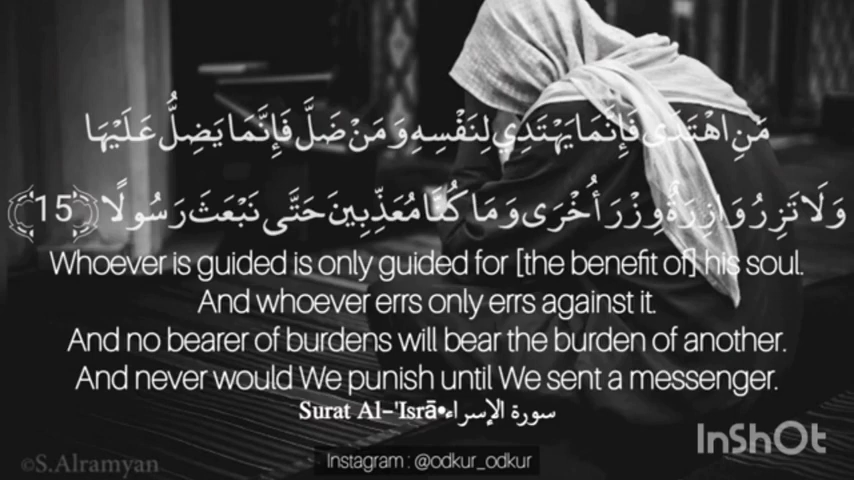 مَنِ اهْتَدَى فَإِنَّمَا يَهْتَدِي لِنَفْسِهِ وَمَنْ ضَلَّ فَإِنَّمَا يَضِلُّ عَلَيْهَا
وَلَا تَزِرُ وَازِرَةٌ وِزْرَ أُخْرَى وَمَا كُنَّا مُعَذِّبِينَ حَتَّى نَبْعَثَ رَسُولًا ﴿15﴾
Whoever is guided is only guided for [the benefit of] his soul.
And whoever errs only errs against it.
And no bearer of burdens will bear the burden of another.
And never would We punish until We sent a messenger.
Surat Al-'Isrā•سورة الإسراء
InShOt
©S.Alramyan
Instagram : @odkur_odkur